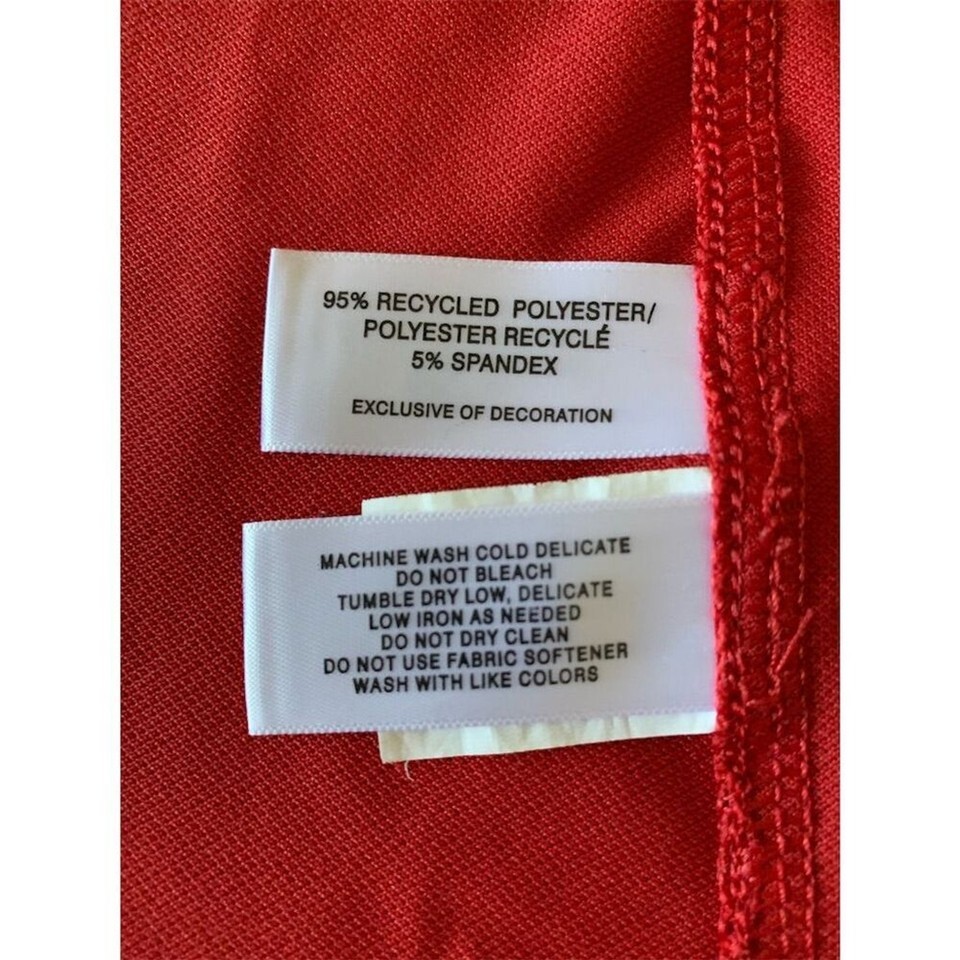 95% RECYCLED POLYESTER/
POLYESTER RECYCLÉ
5% SPANDEX
EXCLUSIVE OF DECORATION
MACHINE WASH COLD DELICATE
DO NOT BLEACH
TUMBLE DRY LOW, DELICATE
LOW IRON AS NEEDED
DO NOT DRY CLEAN
DO NOT USE FABRIC SOFTENER
WASH WITH LIKE COLORS